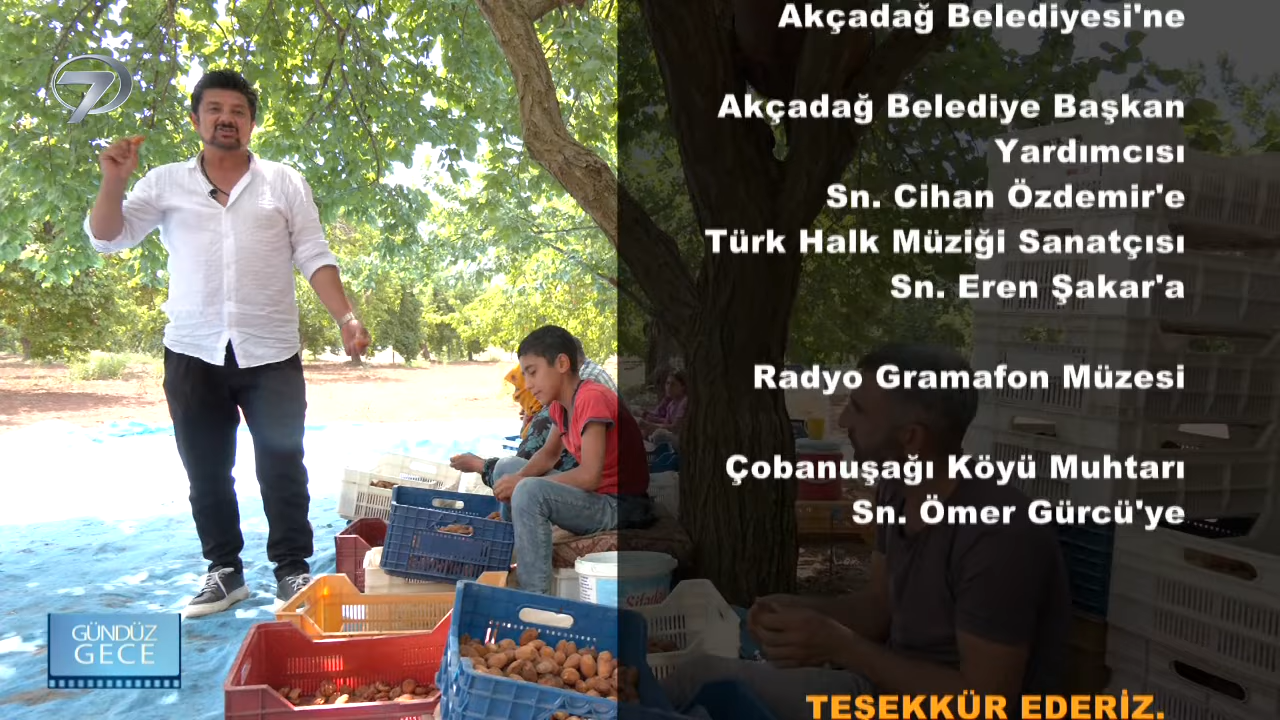 7
Akçadağ Belediyesi'ne
Akçadağ Belediye Başkan
Yardımcısı
Sn. Cihan Özdemir'e
Türk Halk Müziği Sanatçısı
Sn. Eren Şakar'a
Radyo Gramafon Müzesi
Çobanuşağı Köyü Muhtarı
Sn. Ömer Gürcü'ye
TEŞEKKÜR EDERİZ.
GÜNDÜZ
GECE